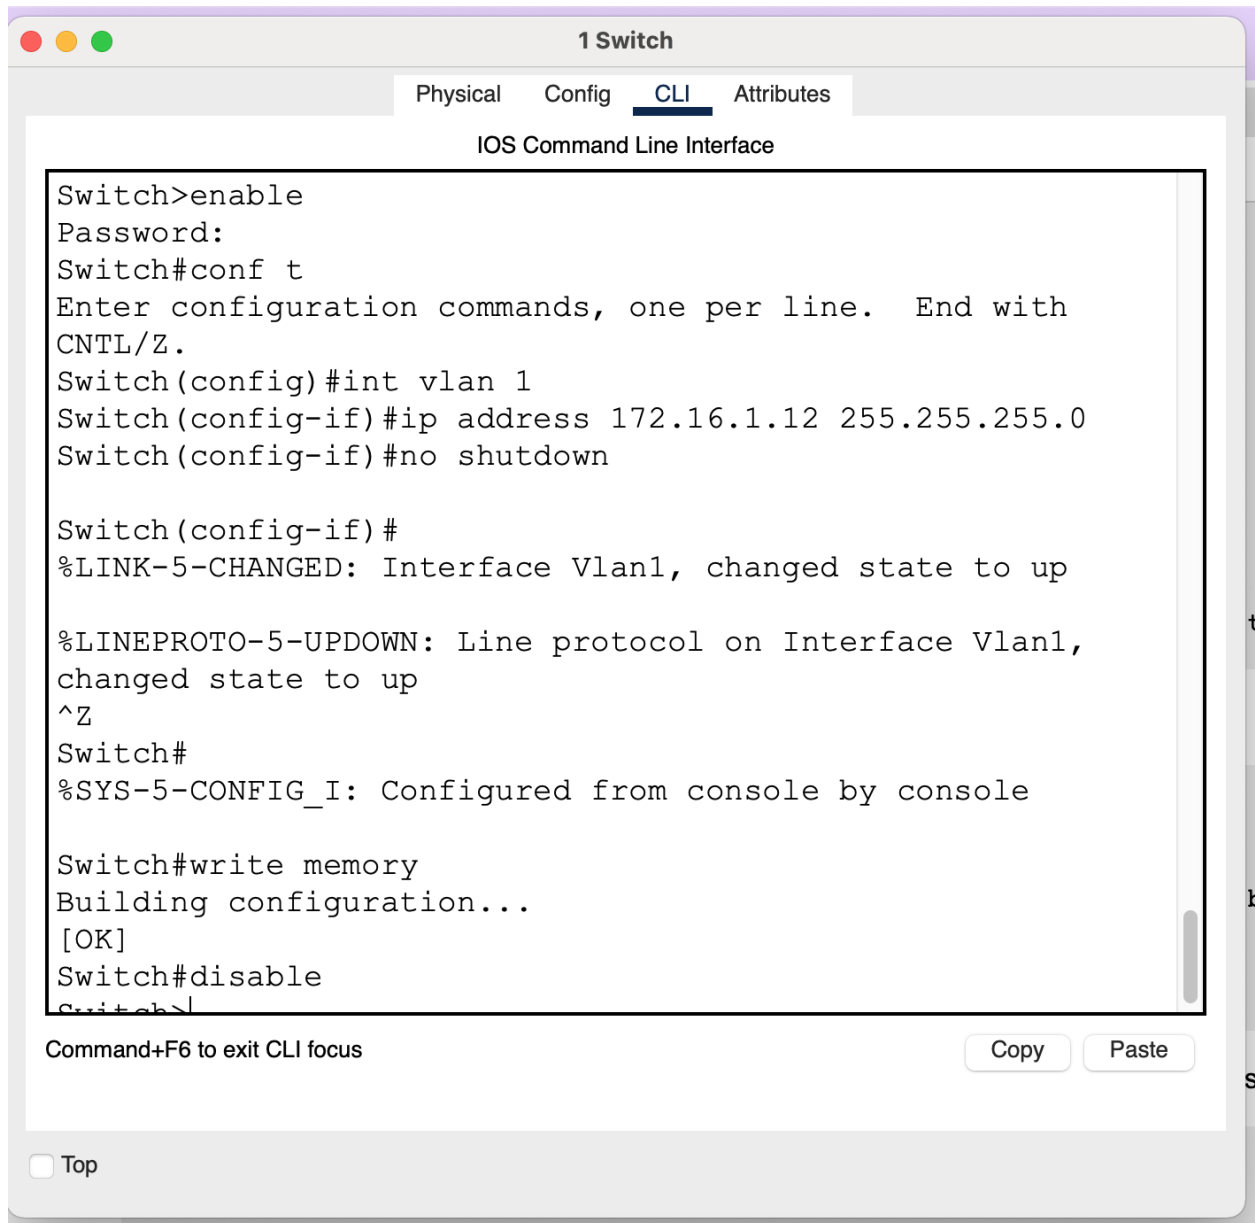 1 Switch
Physical Config CLI Attributes
IOS Command Line Interface
Switch>enable
Password:
Switch#conf t
Enter configuration commands, one per line.  End with
CNTL/Z.
Switch(config)#int vlan 1
Switch(config-if)#ip address 172.16.1.12 255.255.255.0
Switch(config-if)#no shutdown
Switch(config-if)#
%LINK-5-CHANGED: Interface Vlan1, changed state to up
%LINEPROTO-5-UPDOWN: Line protocol on Interface Vlan1,
changed state to up
^Z
Switch#
%SYS-5-CONFIG_I: Configured from console by console
Switch#write memory
Building configuration...
[OK]
Switch#disable
Switch>
Command+F6 to exit CLI focus
Copy Paste
Top